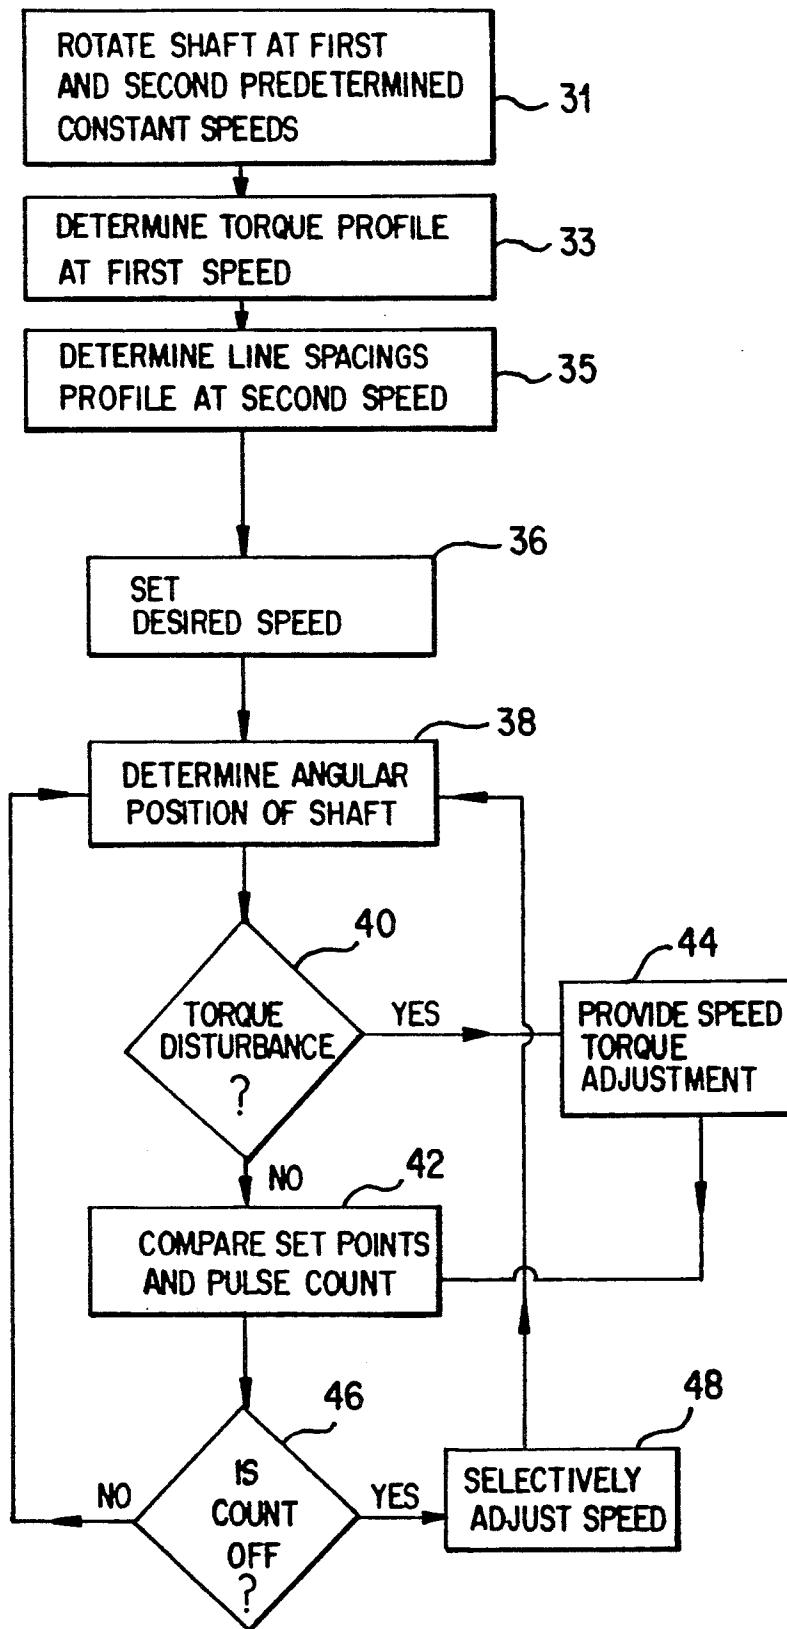 ROTATE SHAFT AT FIRST
AND SECOND PREDETERMINED
CONSTANT SPEEDS
31
DETERMINE TORQUE PROFILE
AT FIRST SPEED
33
DETERMINE LINE SPACINGS
PROFILE AT SECOND SPEED
35
36
SET
DESIRED SPEED
38
DETERMINE ANGULAR
POSITION OF SHAFT
40
TORQUE
DISTURBANCE
?
YES
44
PROVIDE SPEED
TORQUE
ADJUSTMENT
NO
42
COMPARE SET POINTS
AND PULSE COUNT
46
IS
COUNT
OFF
?
NO
YES
48
SELECTIVELY
ADJUST SPEED